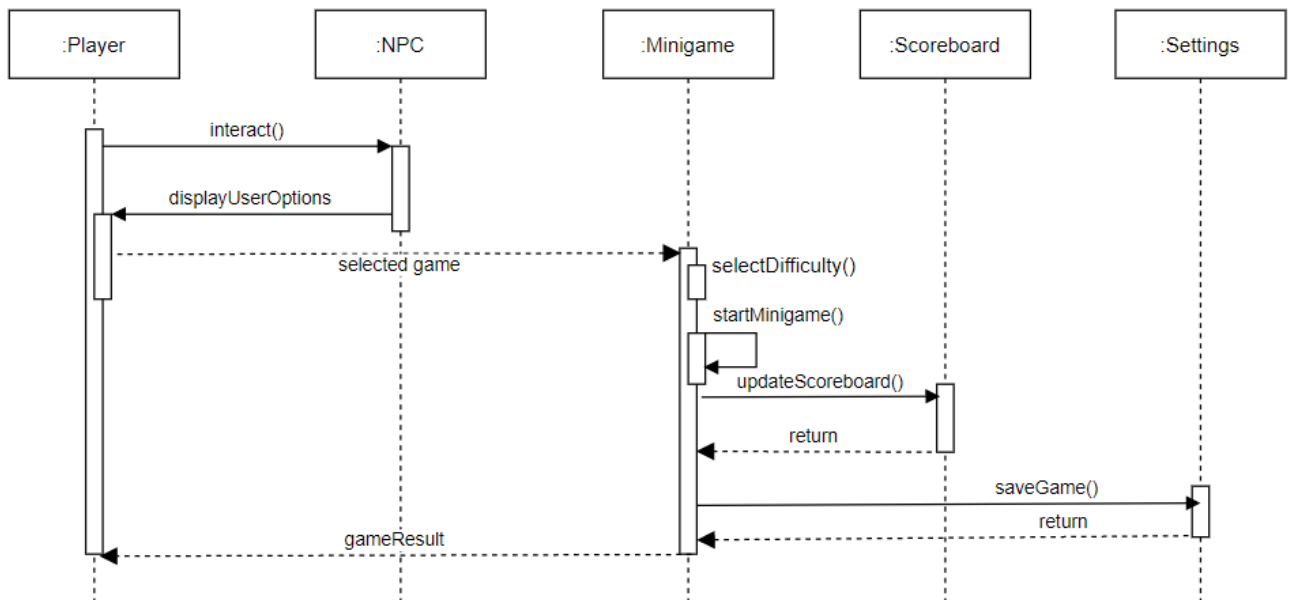 :Player
:NPC
:Minigame
:Scoreboard
:Settings
interact()
displayUserOptions
selected game
selectDifficulty()
startMinigame()
updateScoreboard()
return
saveGame()
return
gameResult